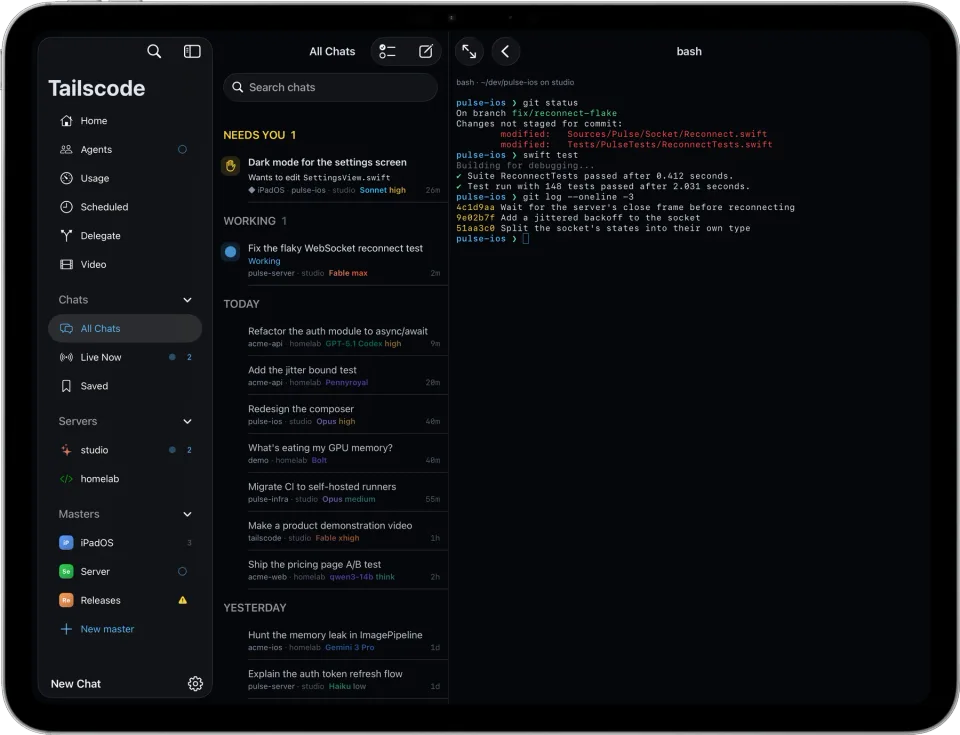 Tailscode
Home
Agents
Usage
Scheduled
Delegate
Video
Chats
All Chats
Live Now 2
Saved
Servers
studio 2
homelab
Masters
iP iPadOS 3
Se Server
Re Releases
New master
New Chat
All Chats
Search chats
NEEDS YOU 1
Dark mode for the settings screen
Wants to edit SettingsView.swift
iPadOS · pulse-ios · studio Sonnet high 26m
WORKING 1
Fix the flaky WebSocket reconnect test
Working
pulse-server · studio Fable max 2m
TODAY
Refactor the auth module to async/await
acme-api · homelab GPT-5.1 Codex high 9m
Add the jitter bound test
acme-api · homelab Pennyroyal 20m
Redesign the composer
pulse-ios · studio Opus high 40m
What's eating my GPU memory?
demo · homelab Bolt 40m
Migrate CI to self-hosted runners
pulse-infra · studio Opus medium 55m
Make a product demonstration video
tailscode · studio Fable xhigh 1h
Ship the pricing page A/B test
acme-web · homelab qwen3-14b think 2h
YESTERDAY
Hunt the memory leak in ImagePipeline
acme-ios · homelab Gemini 3 Pro 1d
Explain the auth token refresh flow
pulse-server · studio Haiku low 1d
bash
bash · ~/dev/pulse-ios on studio
pulse-ios ❯ git status
On branch fix/reconnect-flake
Changes not staged for commit:
modified: Sources/Pulse/Socket/Reconnect.swift
modified: Tests/PulseTests/ReconnectTests.swift
pulse-ios ❯ swift test
Building for debugging...
✔ Suite ReconnectTests passed after 0.412 seconds.
✔ Test run with 148 tests passed after 2.031 seconds.
pulse-ios ❯ git log --oneline -3
4c1d9aa Wait for the server's close frame before reconnecting
9e02b7f Add a jittered backoff to the socket
51aa3c0 Split the socket's states into their own type
pulse-ios ❯